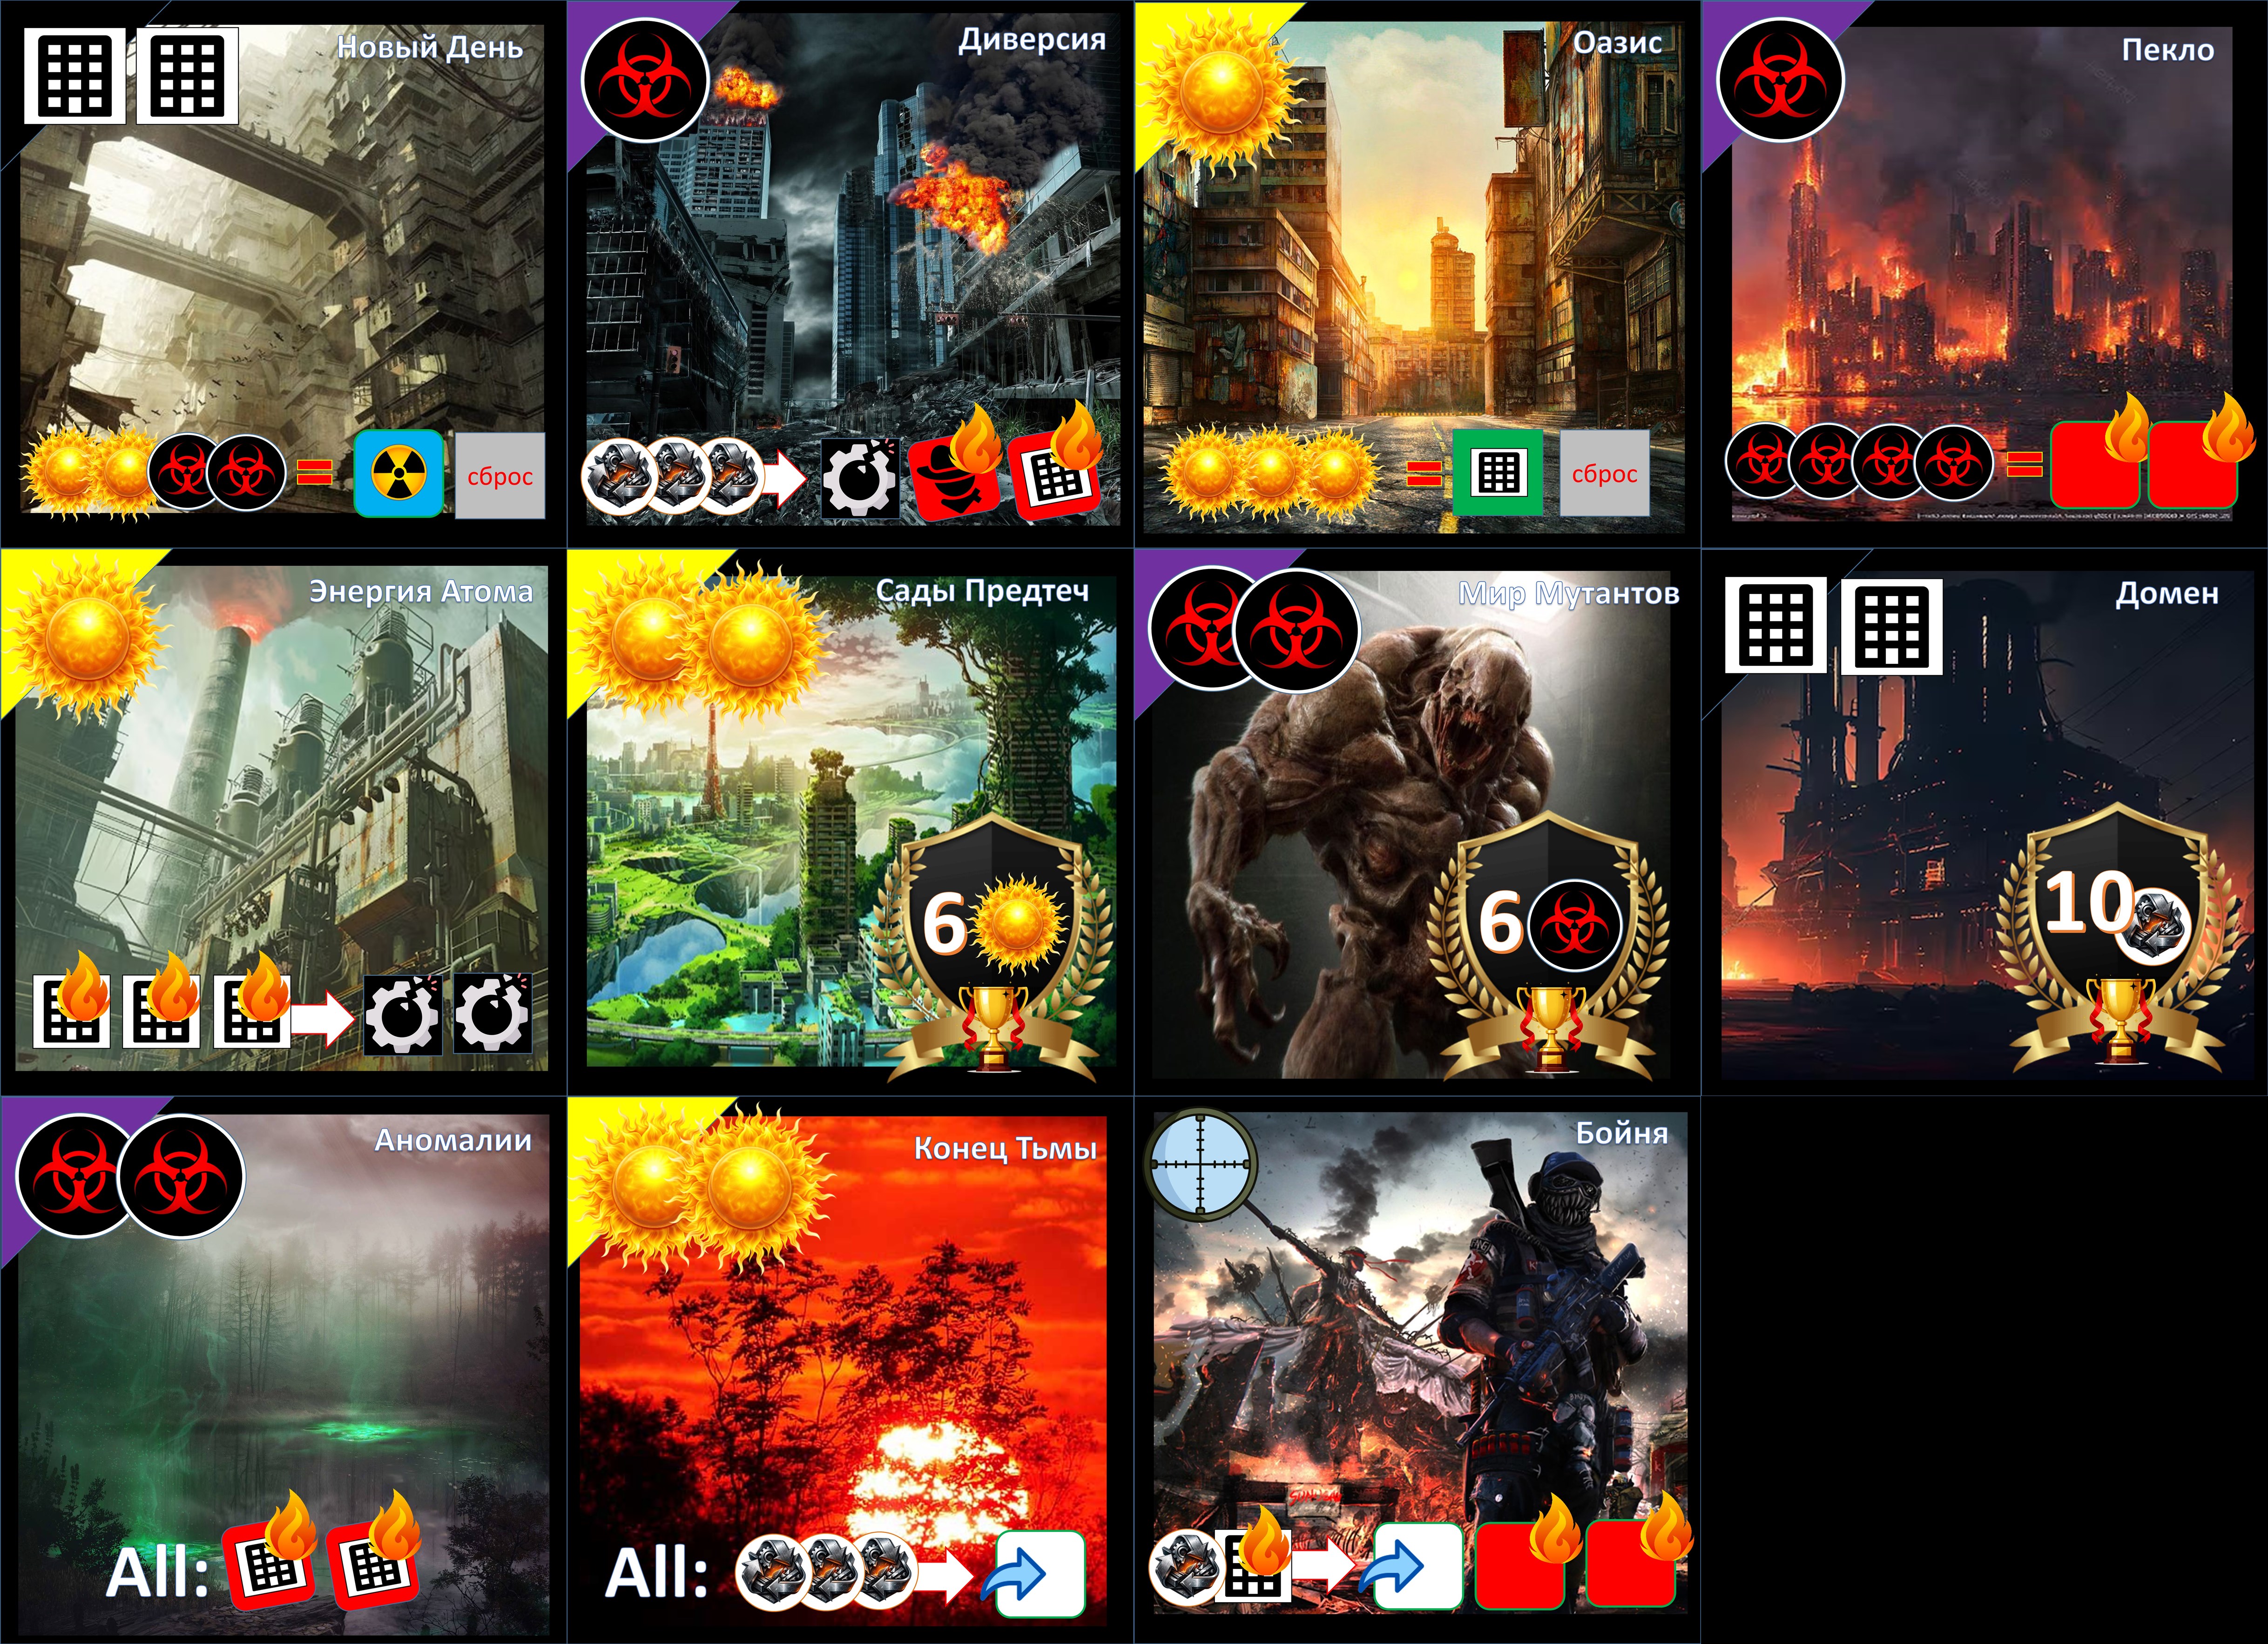 Новый День
Диверсия
Оазис
Пекло
сброс
сброс
Энергия Атома
Сады Предтеч
Мир Мутантов
Домен
6
6
10
Аномалии
Конец Тьмы
Бойня
All:
All: